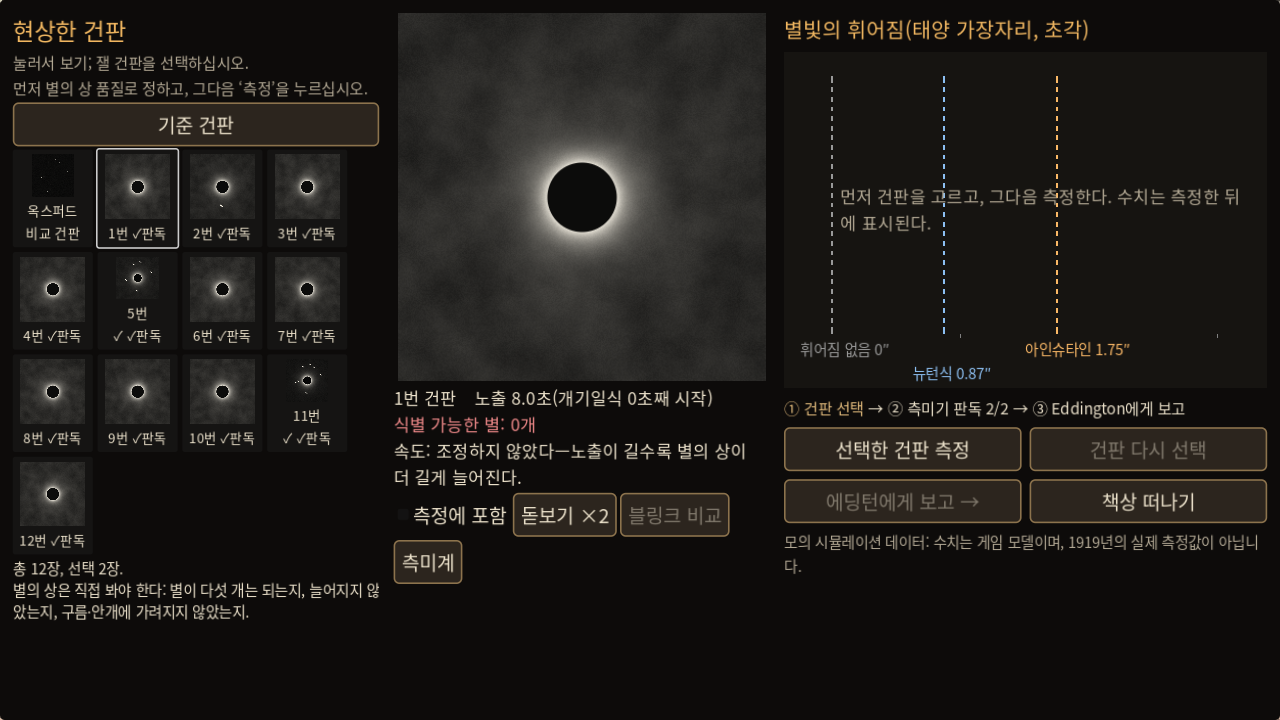 현상한 건판
눌러서 보기; 잴 건판을 선택하십시오.
먼저 별의 상 품질로 정하고, 그다음 ‘측정’을 누르십시오.
기준 건판
옥스퍼드
비교 건판
1번 ✓판독
2번 ✓판독
3번 ✓판독
4번 ✓판독
5번
✓ ✓판독
6번 ✓판독
7번 ✓판독
8번 ✓판독
9번 ✓판독
10번 ✓판독
11번
✓ ✓판독
12번 ✓판독
총 12장, 선택 2장.
별의 상은 직접 봐야 한다: 별이 다섯 개는 되는지, 늘어지지 않
았는지, 구름·안개에 가려지지 않았는지.
1번 건판 노출 8.0초(개기일식 0초째 시작)
식별 가능한 별: 0개
속도: 조정하지 않았다—노출이 길수록 별의 상이
더 길게 늘어진다.
측정에 포함
돋보기 ×2
블링크 비교
측미계
별빛의 휘어짐(태양 가장자리, 초각)
먼저 건판을 고르고, 그다음 측정한다. 수치는 측정한 뒤
에 표시된다.
휘어짐 없음 0″
아인슈타인 1.75″
뉴턴식 0.87″
① 건판 선택 → ② 측미기 판독 2/2 → ③ Eddington에게 보고
선택한 건판 측정
건판 다시 선택
에딩턴에게 보고 →
책상 떠나기
모의 시뮬레이션 데이터: 수치는 게임 모델이며, 1919년의 실제 측정값이 아닙니
다.